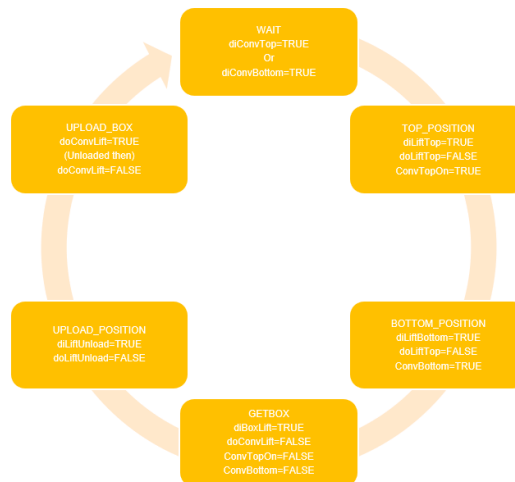 WAIT
diConvTop=TRUE
Or
diConvBottom=TRUE
TOP_POSITION
diLiftTop=TRUE
doLiftTop=FALSE
ConvTopOn=TRUE
BOTTOM_POSITION
diLiftBottom=TRUE
doLiftTop=FALSE
ConvBottom=TRUE
GETBOX
diBoxLift=TRUE
doConvLift=FALSE
ConvTopOn=FALSE
ConvBottom=FALSE
UPLOAD_POSITION
diLiftUnload=TRUE
doLiftUnload=FALSE
UPLOAD_BOX
doConvLift=TRUE
(Unloaded then)
doConvLift=FALSE